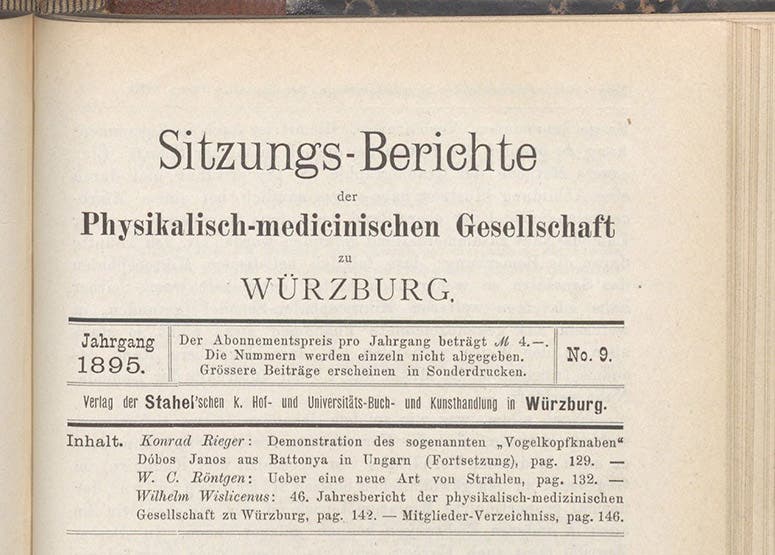 Sitzungs-Berichte
der
Physikalisch-medicinischen Gesellschaft
zu
WÜRZBURG.
Jahrgang
1895.
Der Abonnementspreis pro Jahrgang beträgt ℳ 4.—.
Die Nummern werden einzeln nicht abgegeben.
Grössere Beiträge erscheinen in Sonderdrucken.
No. 9.
Verlag der Stahel'schen K. Hof- und Universitäts-Buch- und Kunsthandlung in Würzburg.
Inhalt. Konrad Rieger: Demonstration des sogenannten „Vogelkopfknaben“
Dóbos Janos aus Battonya in Ungarn (Fortsetzung), pag. 129. —
W. C. Röntgen: Ueber eine neue Art von Strahlen, pag. 132. —
Wilhelm Wislicenus: 46. Jahresbericht der physikalisch-medizinischen
Gesellschaft zu Würzburg, pag. 142. — Mitglieder-Verzeichniss, pag. 146.